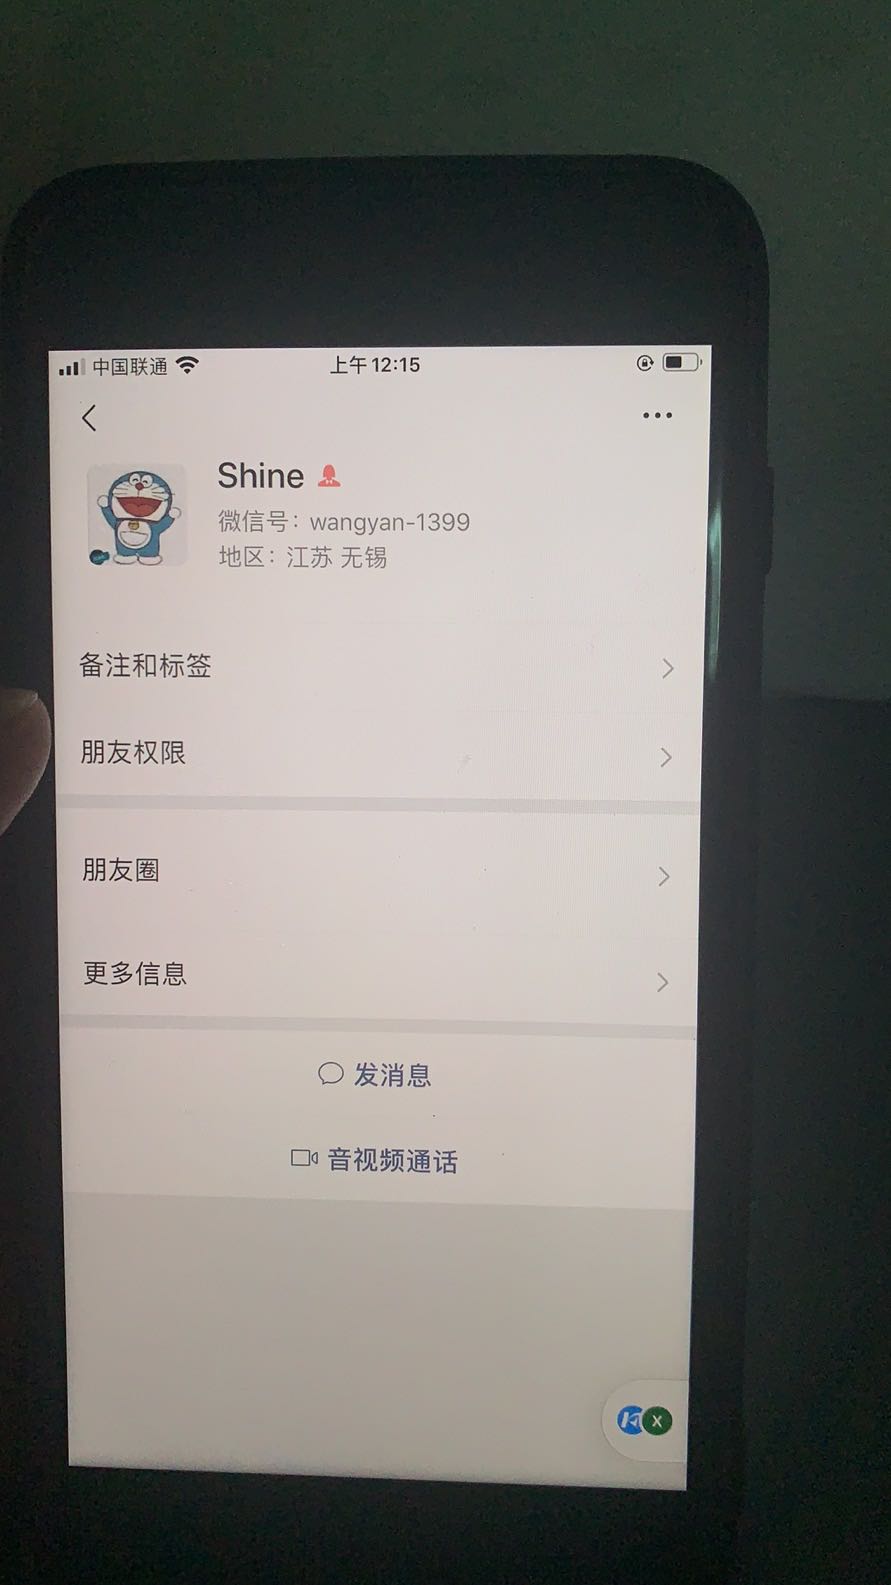 中国联通
上午12:15
Shine
微信号：wangyan-1399
地区：江苏 无锡
备注和标签
朋友权限
朋友圈
更多信息
发消息
音视频通话
X